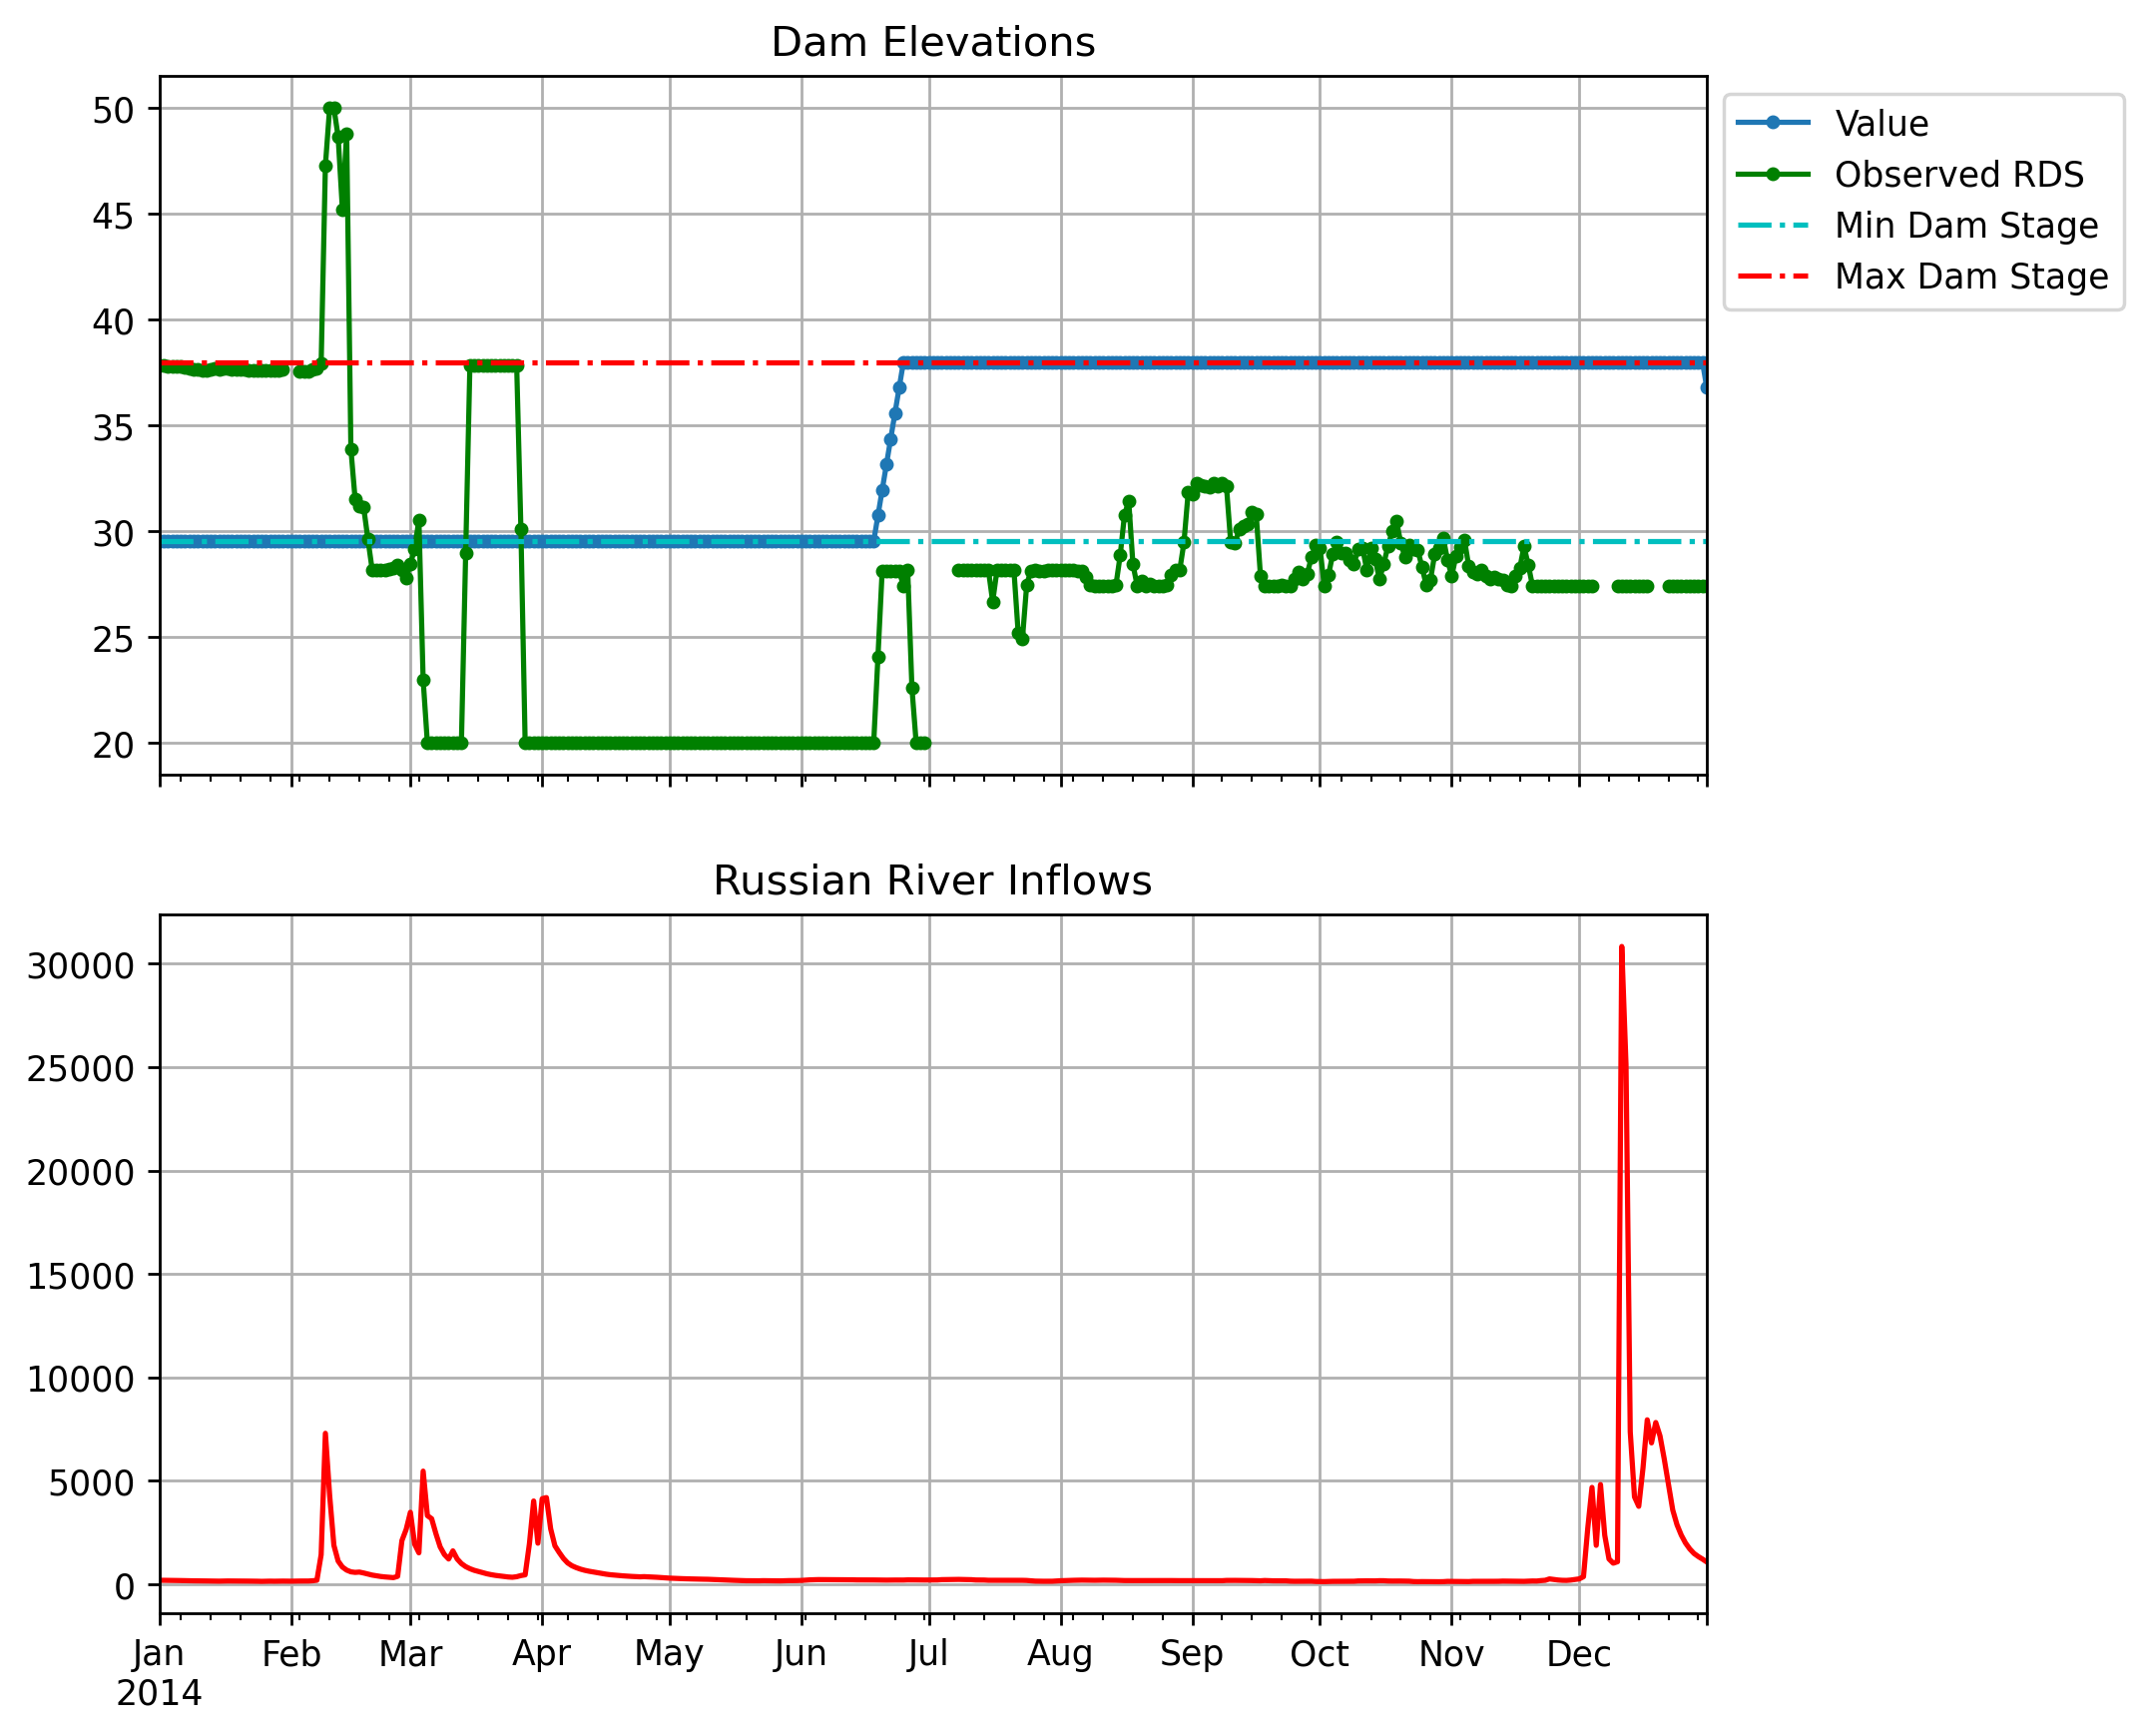 Dam Elevations
50
45
40
35
30
25
20
Value
Observed RDS
Min Dam Stage
Max Dam Stage
Russian River Inflows
30000
25000
20000
15000
10000
5000
0
Jan Feb Mar Apr May Jun Jul Aug Sep Oct Nov Dec
2014